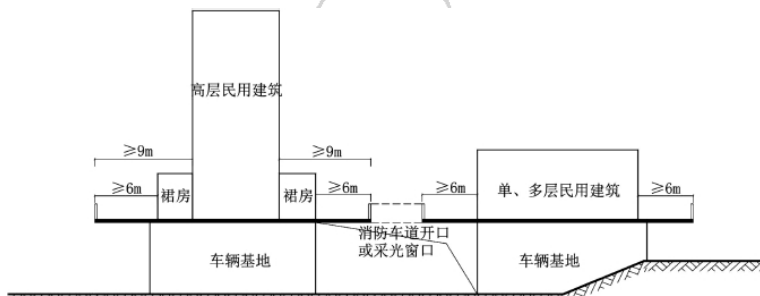 高层民用建筑
≥9m
≥9m
≥6m
裙房
裙房
≥6m
≥6m
单、多层民用建筑
≥6m
消防车道开口
或采光窗口
车辆基地
车辆基地